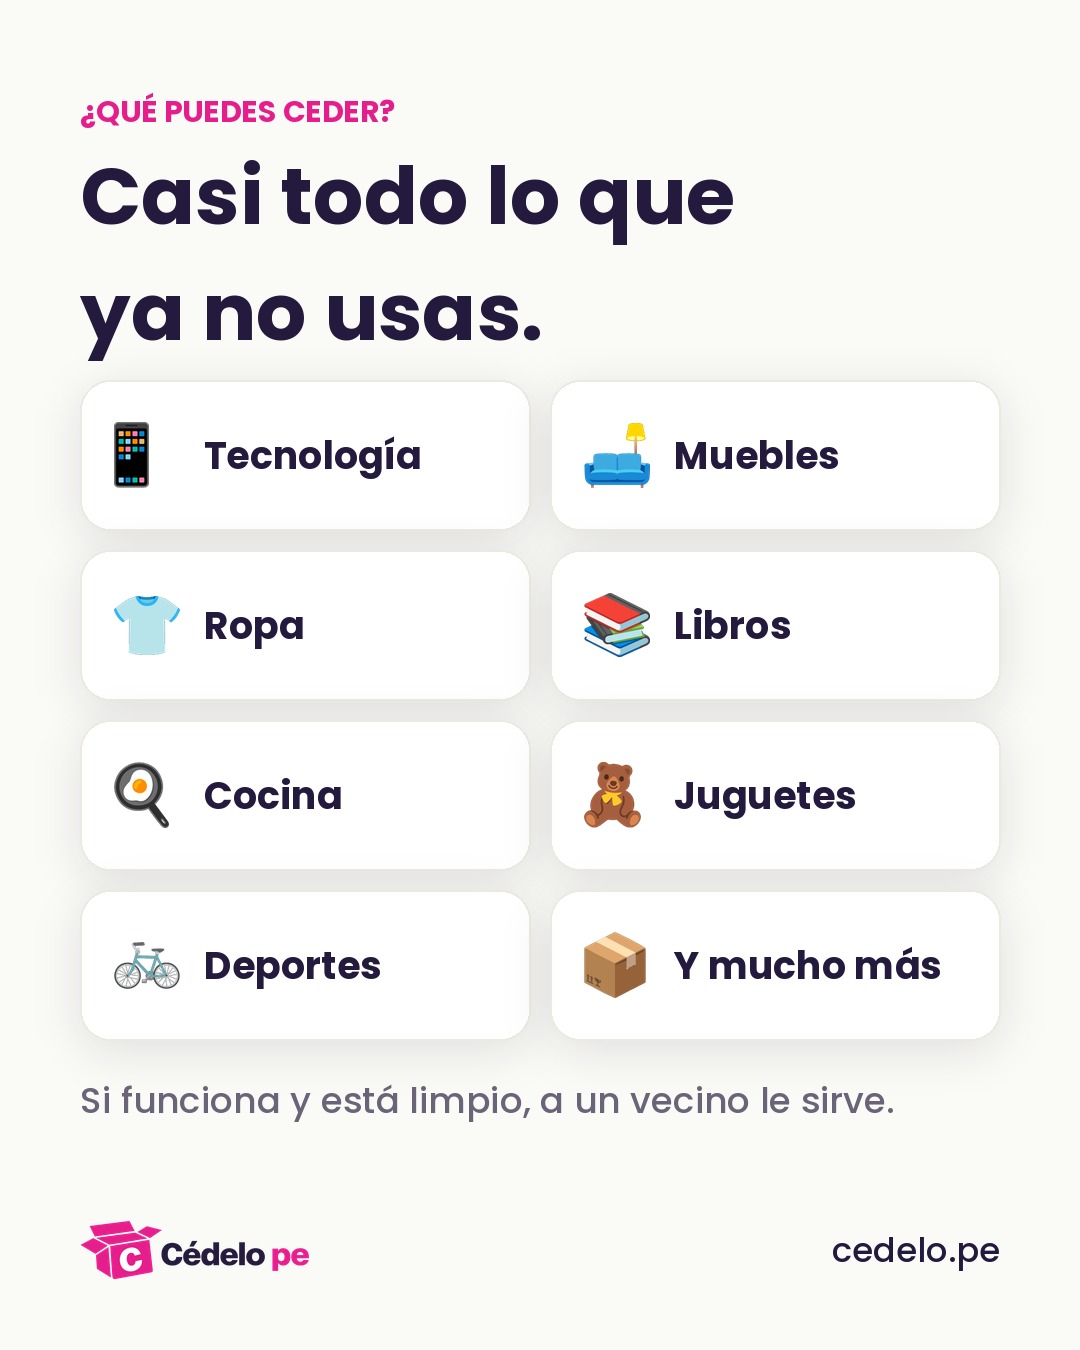 ¿QUÉ PUEDES CEDER?
Casi todo lo que
ya no usas.
Tecnología
Muebles
Ropa
Libros
Cocina
Juguetes
Deportes
Y mucho más
Si funciona y está limpio, a un vecino le sirve.
C Cédelo pe
cedelo.pe